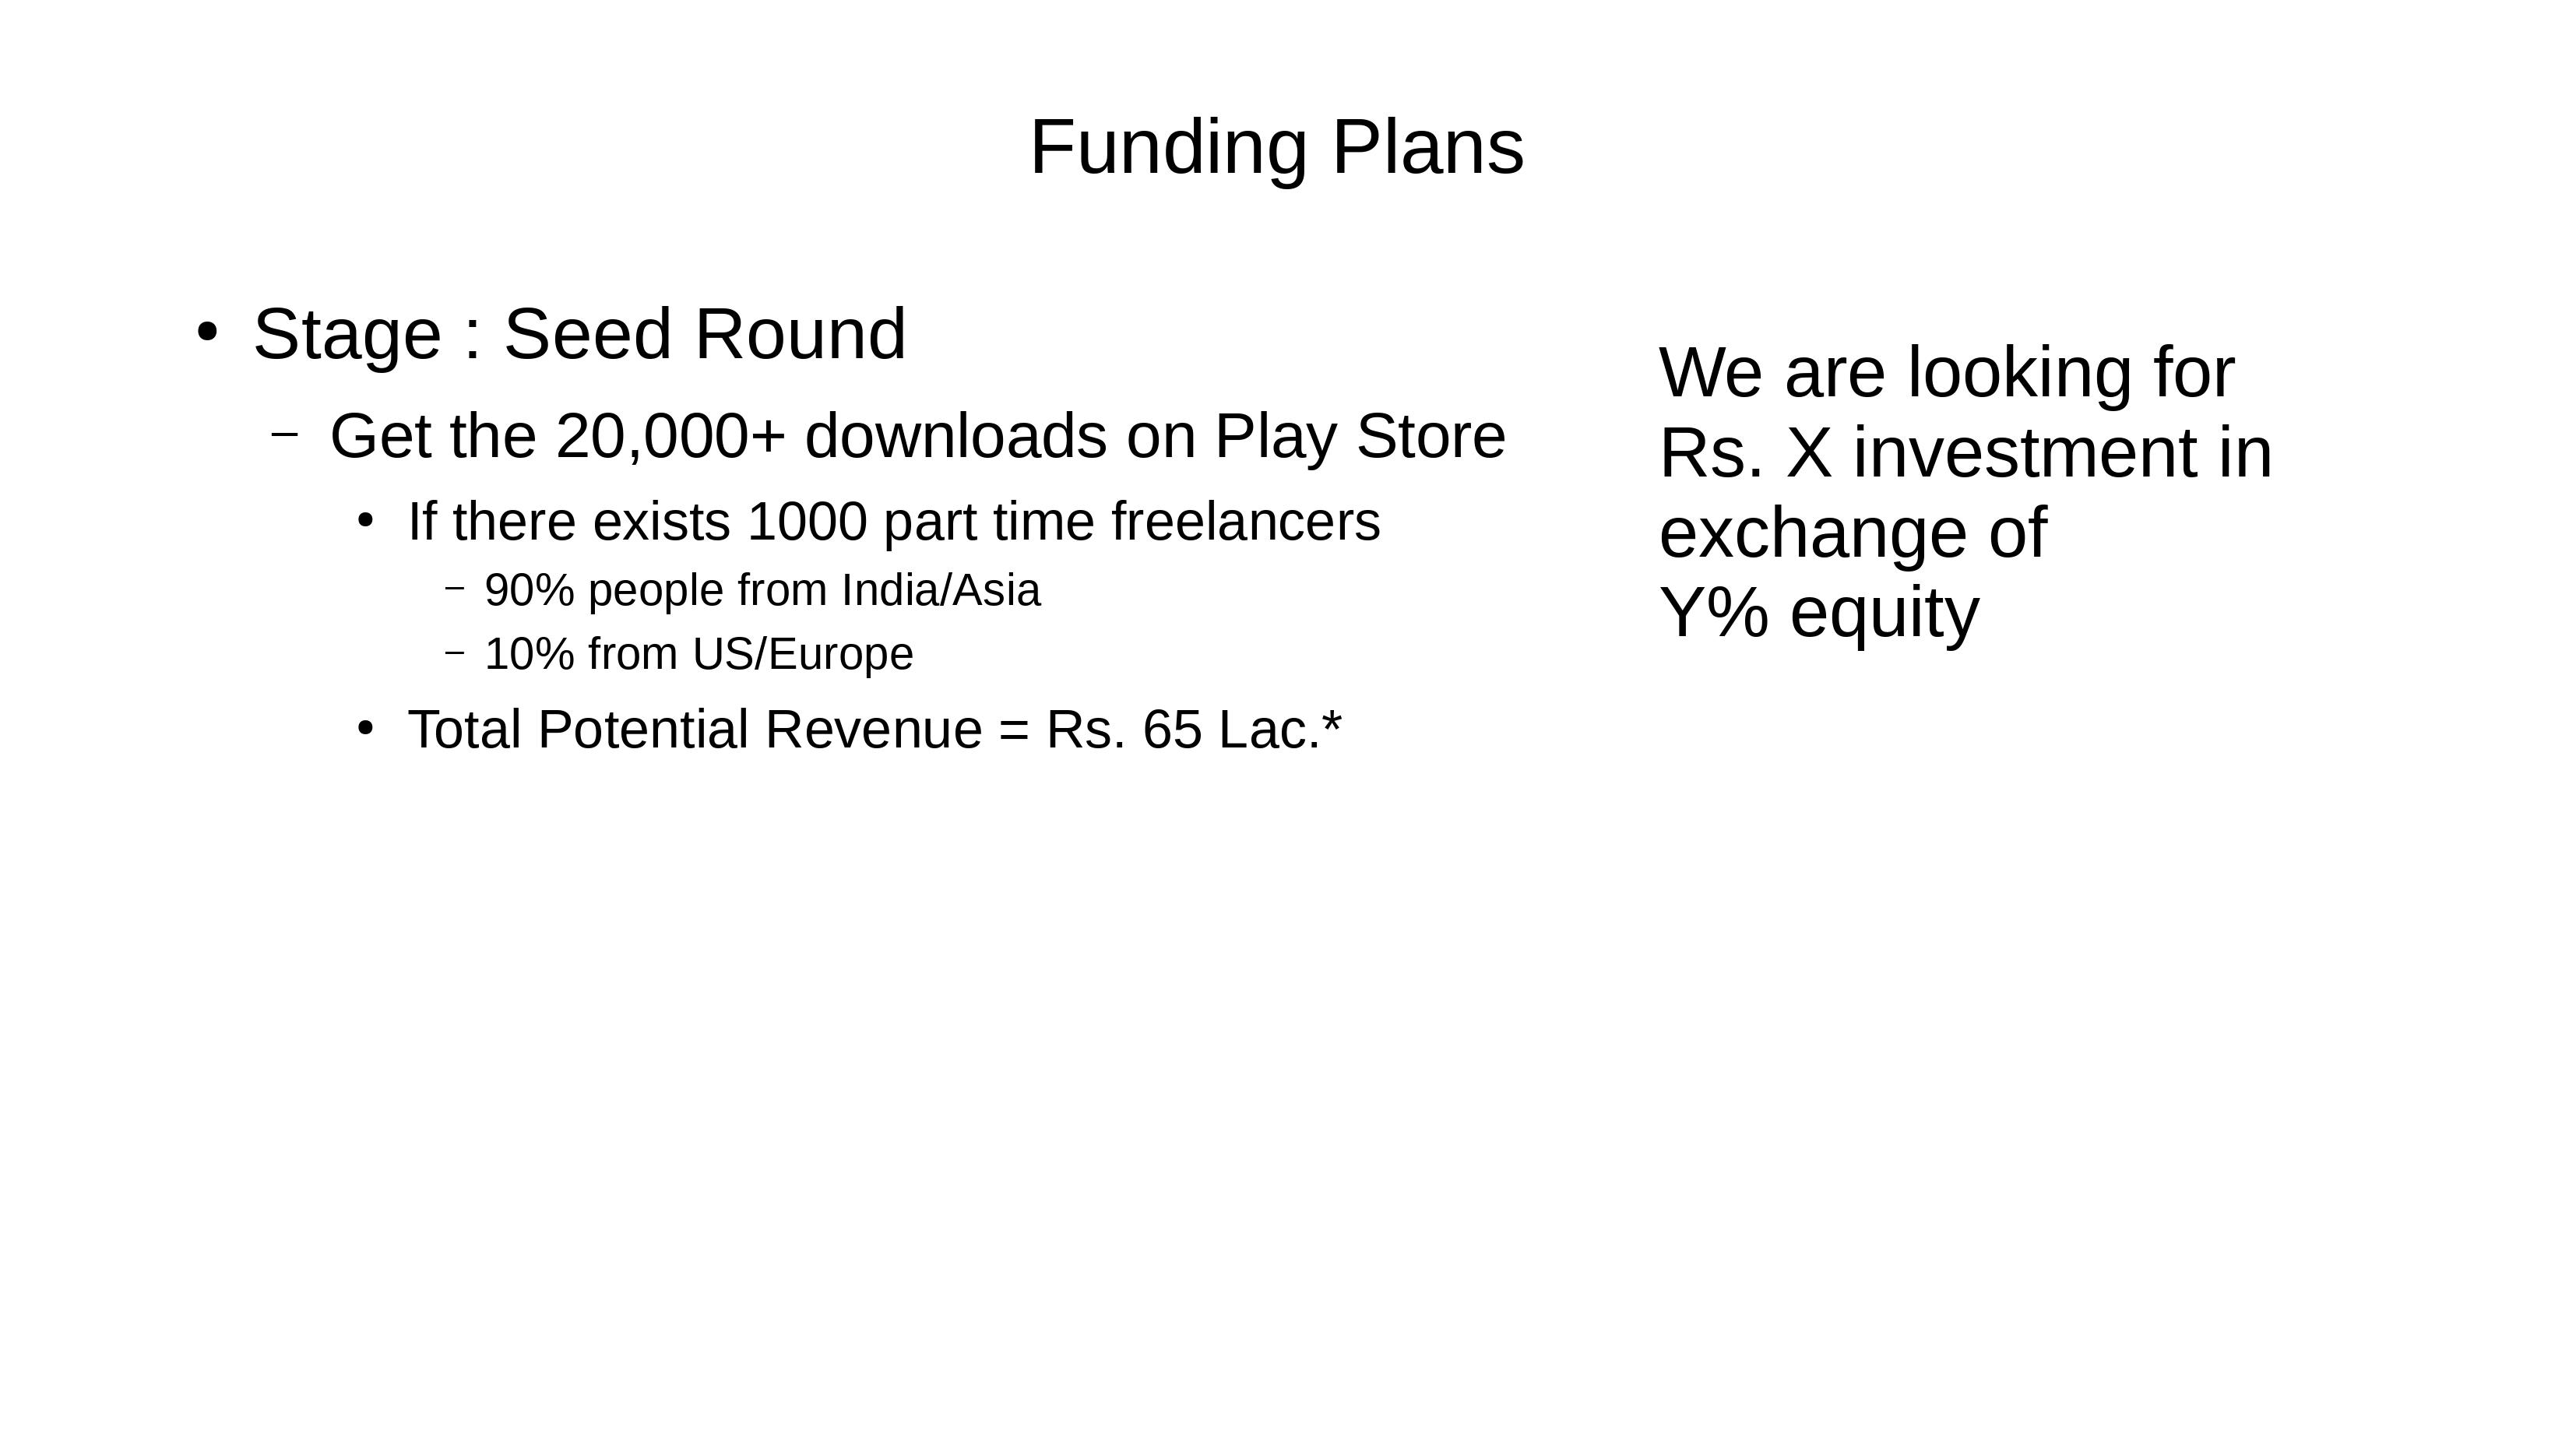 Funding Plans
• Stage : Seed Round
– Get the 20,000+ downloads on Play Store
• If there exists 1000 part time freelancers
– 90% people from India/Asia
– 10% from US/Europe
• Total Potential Revenue = Rs. 65 Lac.*
We are looking for
Rs. X investment in
exchange of
Y% equity